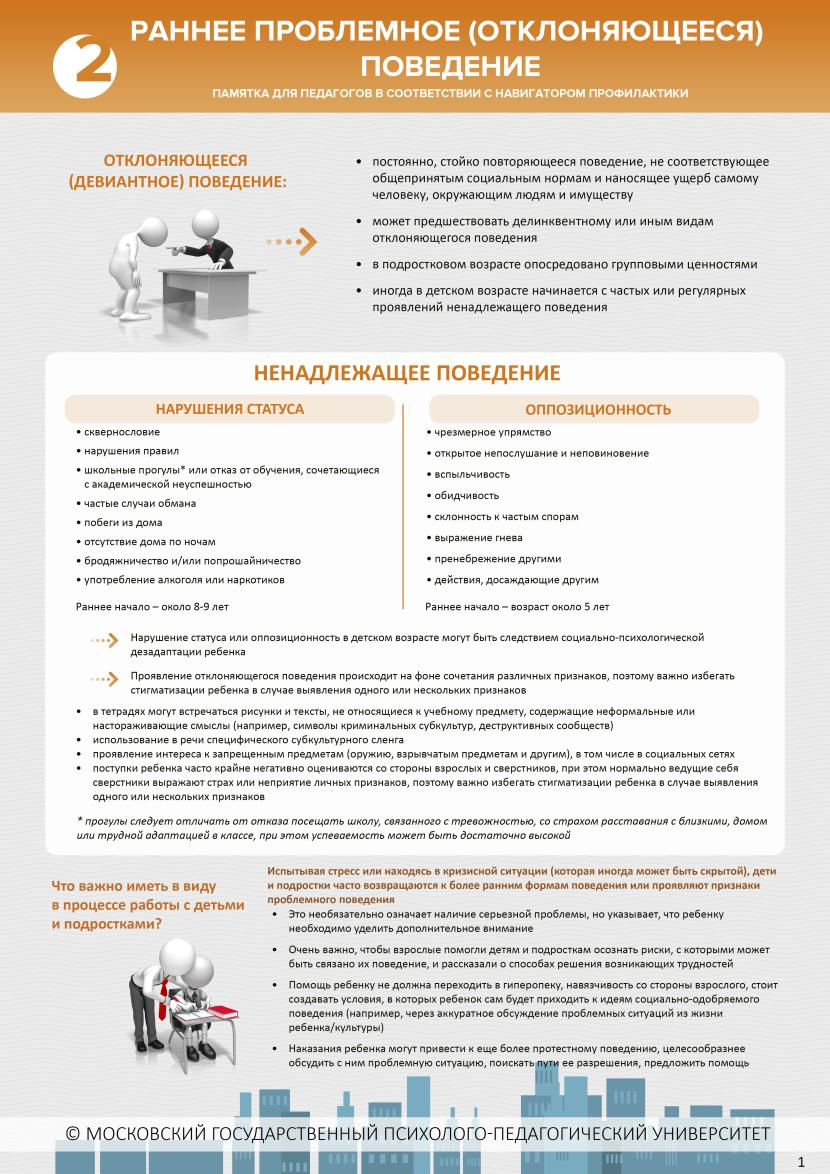 2
РАННЕЕ ПРОБЛЕМНОЕ (ОТКЛОНЯЮЩЕЕСЯ)
ПОВЕДЕНИЕ
ПАМЯТКА ДЛЯ ПЕДАГОГОВ В СООТВЕТСТВИИ С НАВИГАТОРОМ ПРОФИЛАКТИКИ
ОТКЛОНЯЮЩЕЕСЯ
(ДЕВИАНТНОЕ) ПОВЕДЕНИЕ:
• постоянно, стойко повторяющееся поведение, не соответствующее
общепринятым социальным нормам и наносящее ущерб самому
человеку, окружающим людям и имуществу
• может предшествовать делинквентному или иным видам
отклоняющегося поведения
• в подростковом возрасте опосредовано групповыми ценностями
• иногда в детском возрасте начинается с частых или регулярных
проявлений ненадлежащего поведения
НЕНАДЛЕЖАЩЕЕ ПОВЕДЕНИЕ
НАРУШЕНИЯ СТАТУСА
• сквернословие
• нарушения правил
• школьные прогулы* или отказ от обучения, сочетающиеся
с академической неуспешностью
• частые случаи обмана
• побеги из дома
• отсутствие дома по ночам
• бродяжничество и/или попрошайничество
• употребление алкоголя или наркотиков
Раннее начало – около 8-9 лет
ОППОЗИЦИОННОСТЬ
• чрезмерное упрямство
• открытое непослушание и неповиновение
• вспыльчивость
• обидчивость
• склонность к частым спорам
• выражение гнева
• пренебрежение другими
• действия, досаждающие другим
Раннее начало – возраст около 5 лет
Нарушение статуса или оппозиционность в детском возрасте могут быть следствием социально-психологической
дезадаптации ребенка
Проявление отклоняющегося поведения происходит на фоне сочетания различных признаков, поэтому важно избегать
стигматизации ребенка в случае выявления одного или нескольких признаков
• в тетрадях могут встречаться рисунки и тексты, не относящиеся к учебному предмету, содержащие неформальные или
настораживающие смыслы (например, символы криминальных субкультур, деструктивных сообществ)
• использование в речи специфического субкультурного сленга
• проявление интереса к запрещенным предметам (оружию, взрывчатым предметам и другим), в том числе в социальных сетях
• поступки ребенка часто крайне негативно оцениваются со стороны взрослых и сверстников, при этом нормально ведущие себя
сверстники выражают страх или неприятие личных признаков, поэтому важно избегать стигматизации ребенка в случае выявления
одного или нескольких признаков
* прогулы следует отличать от отказа посещать школу, связанного с тревожностью, со страхом расставания с близкими, домом
или трудной адаптацией в классе, при этом успеваемость может быть достаточно высокой
Что важно иметь в виду
в процессе работы с детьми
и подростками?
Испытывая стресс или находясь в кризисной ситуации (которая иногда может быть скрытой), дети
и подростки часто возвращаются к более ранним формам поведения или проявляют признаки
проблемного поведения
• Это необязательно означает наличие серьезной проблемы, но указывает, что ребенку
необходимо уделить дополнительное внимание
• Очень важно, чтобы взрослые помогли детям и подросткам осознать риски, с которыми может
быть связано их поведение, и рассказали о способах решения возникающих трудностей
• Помощь ребенку не должна переходить в гиперопеку, навязчивость со стороны взрослого, стоит
создавать условия, в которых ребенок сам будет приходить к идеям социально-одобряемого
поведения (например, через аккуратное обсуждение проблемных ситуаций из жизни
ребенка/культуры)
• Наказания ребенка могут привести к еще более протестному поведению, целесообразнее
обсудить с ним проблемную ситуацию, поискать пути ее разрешения, предложить помощь
© МОСКОВСКИЙ ГОСУДАРСТВЕННЫЙ ПСИХОЛОГО-ПЕДАГОГИЧЕСКИЙ УНИВЕРСИТЕТ
1